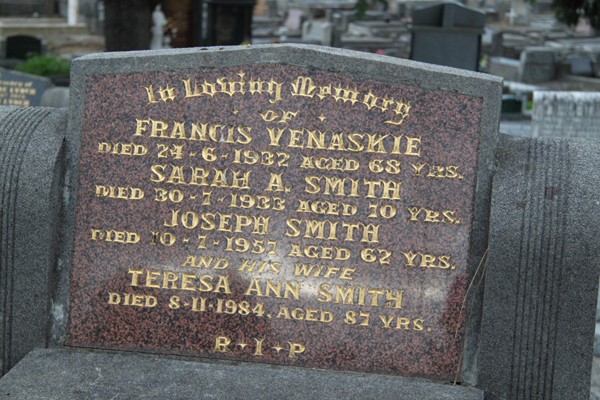 In Loving Memory
OF
FRANCIS VENASKIE
DIED 24-6-1932 AGED 68 YRS.
SARAH A. SMITH
DIED 30-7-1933 AGED 70 YRS.
JOSEPH SMITH
DIED 10-7-1957 AGED 62 YRS.
AND HIS WIFE
TERESA ANN SMITH
DIED 8-11-1984, AGED 87 YRS.
R·I·P